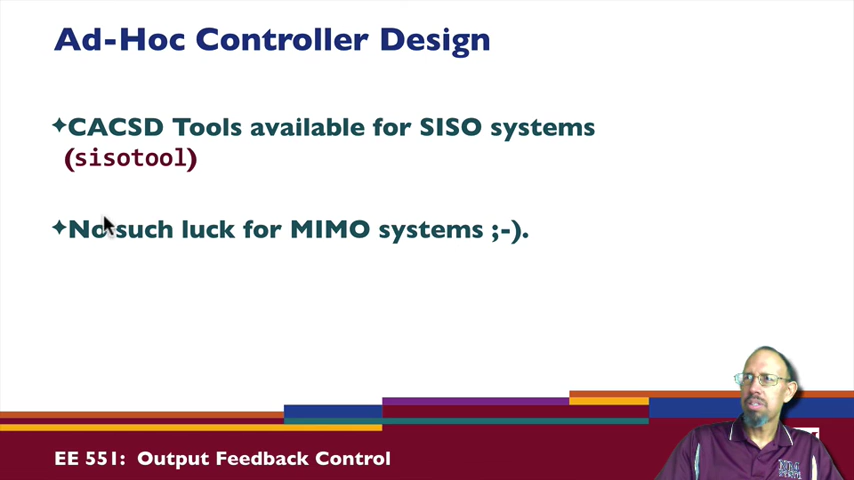 Ad-Hoc Controller Design
✦CACSD Tools available for SISO systems
(sisotool)
✦No such luck for MIMO systems ;-).
EE 551: Output Feedback Control